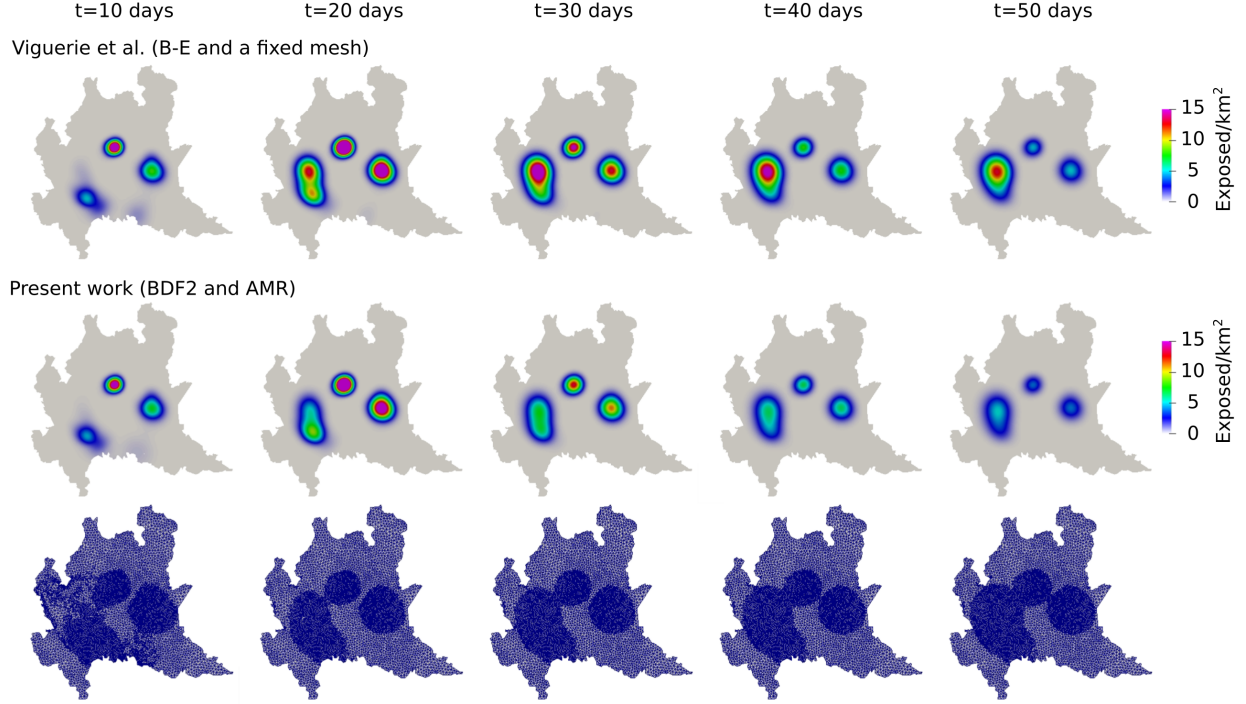 t=10 days t=20 days t=30 days t=40 days t=50 days
Viguerie et al. (B-E and a fixed mesh)
15
10
5
0
Exposed/km²
Present work (BDF2 and AMR)
15
10
5
0
Exposed/km²